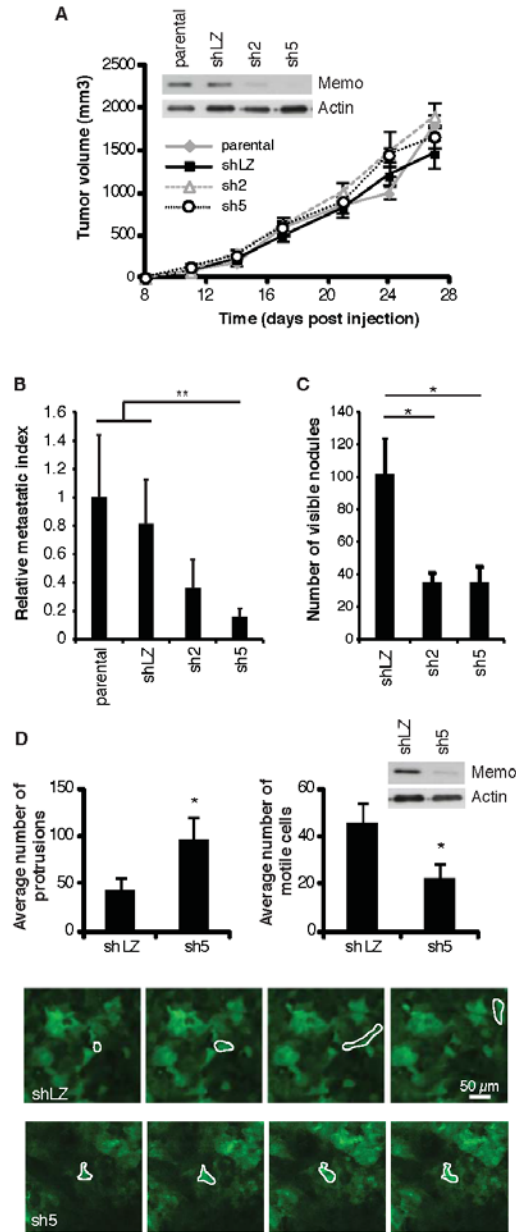 A
parental
shLZ
sh2
sh5
Memo
Actin
Tumor volume (mm3)
2500
2000
1500
1000
500
0
parental
shLZ
sh2
sh5
8
12
16
20
24
28
Time (days post injection)
B
**
Relative metastatic index
1.6
1.4
1.2
1
0.8
0.6
0.4
0.2
0
parental
shLZ
sh2
sh5
C
*
*
Number of visible nodules
140
120
100
80
60
40
20
0
shLZ
sh2
sh5
D
Average number of protrusions
150
100
50
0
*
shLZ
sh5
shLZ
sh5
Memo
Actin
Average number of motile cells
60
40
20
0
*
shLZ
sh5
shLZ
50 µm
sh5